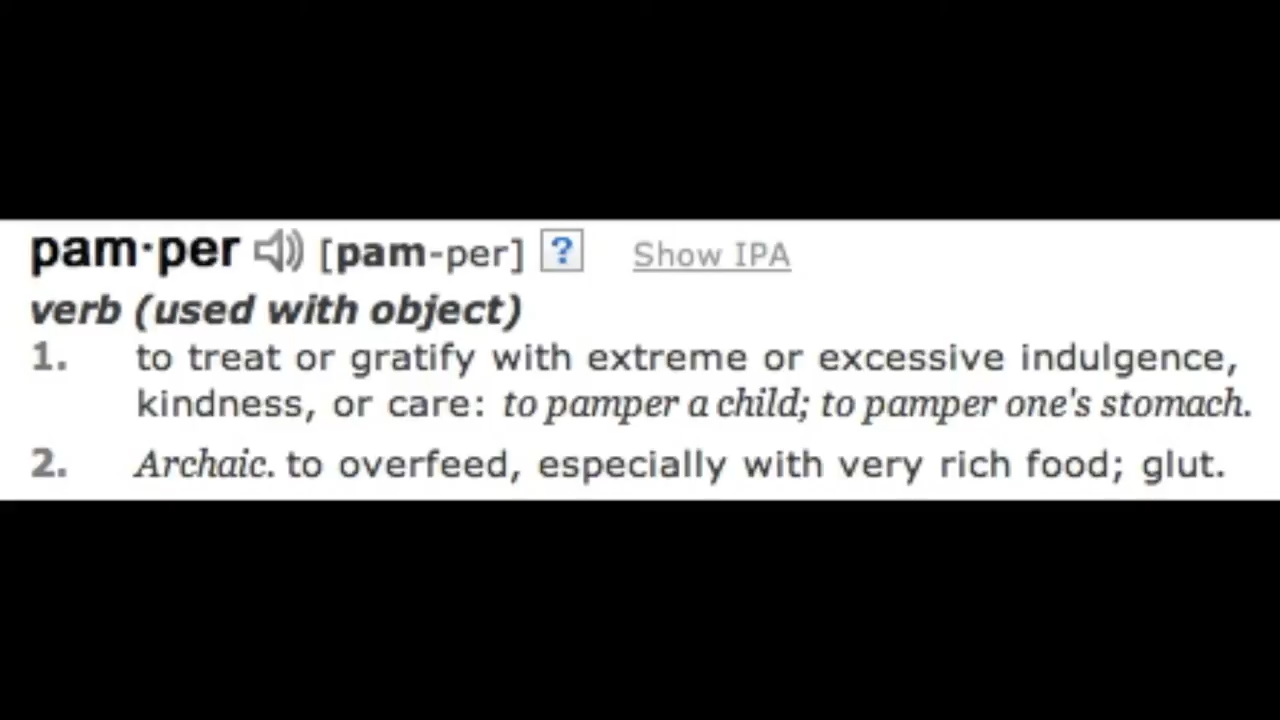 pam·per [pam-per] ? Show IPA
verb (used with object)
1. to treat or gratify with extreme or excessive indulgence,
kindness, or care: to pamper a child; to pamper one's stomach.
2. Archaic. to overfeed, especially with very rich food; glut.